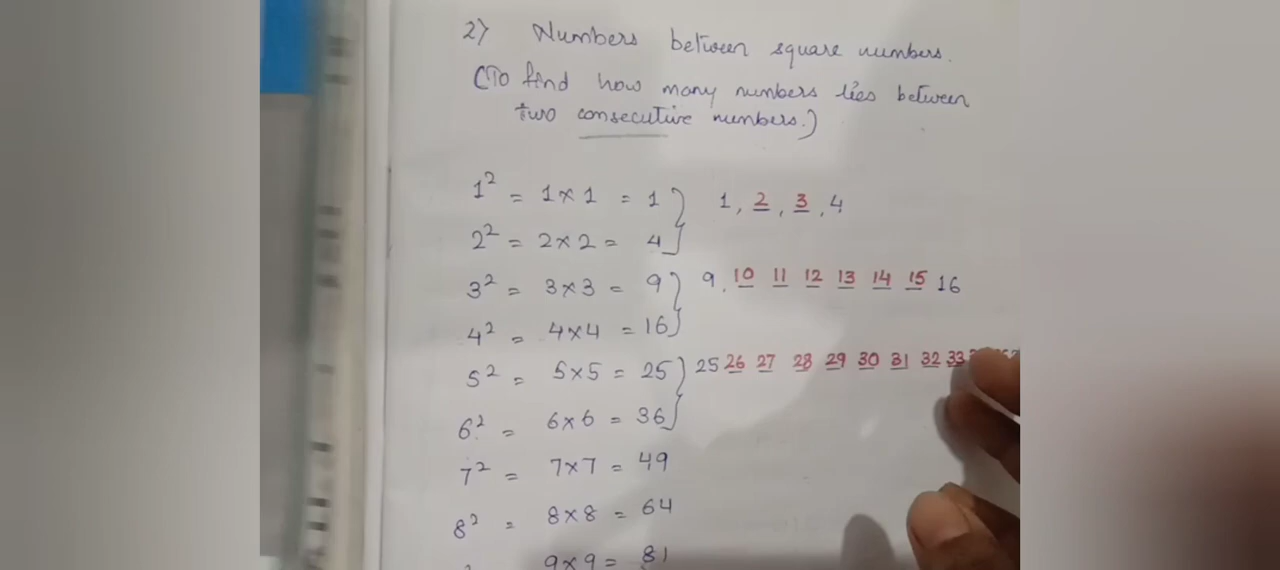 2) Numbers between square numbers.
(To find how many numbers lies between
two consecutive numbers.)
1² = 1×1 = 1 } 1, 2, 3, 4
2² = 2×2 = 4
3² = 3×3 = 9 } 9. 10 11 12 13 14 15 16
4² = 4×4 = 16
5² = 5×5 = 25 } 25 26 27 28 29 30 31 32 33
6² = 6×6 = 36
7² = 7×7 = 49
8² = 8×8 = 64
9×9 = 81